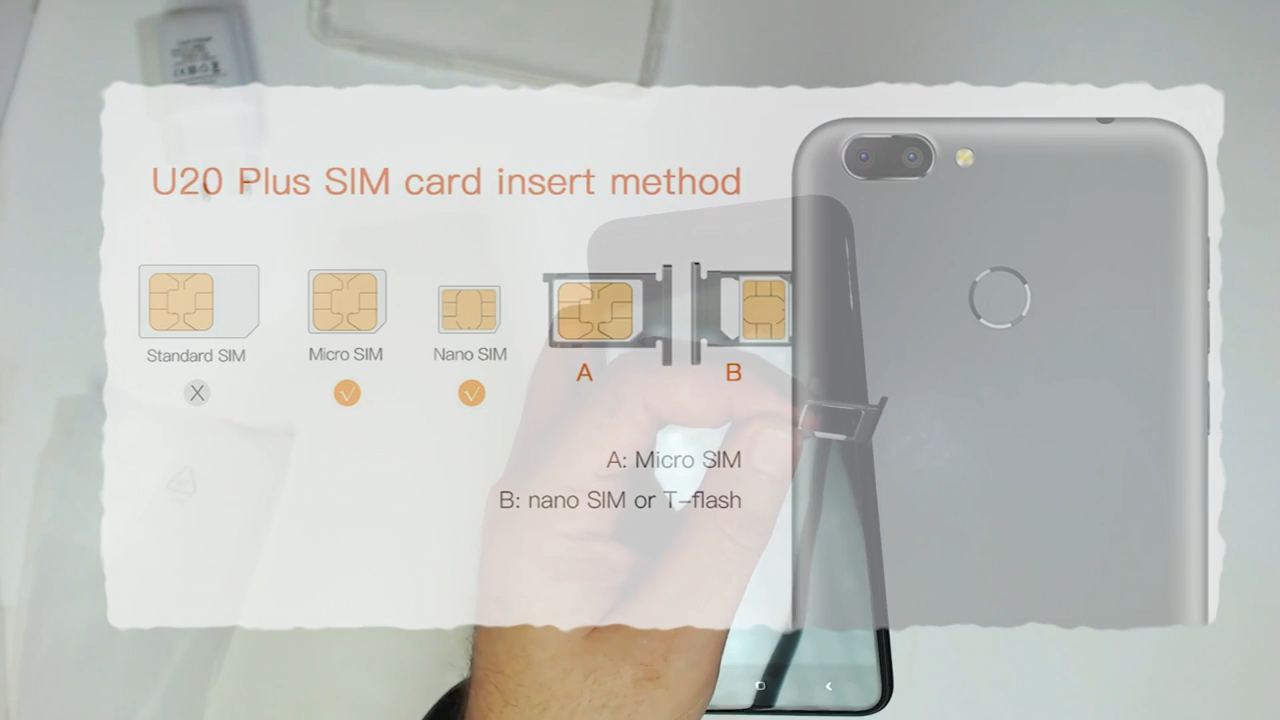 U20 Plus SIM card insert method
Standard SIM
Micro SIM
Nano SIM
X
A
B
A: Micro SIM
B: nano SIM or T-flash